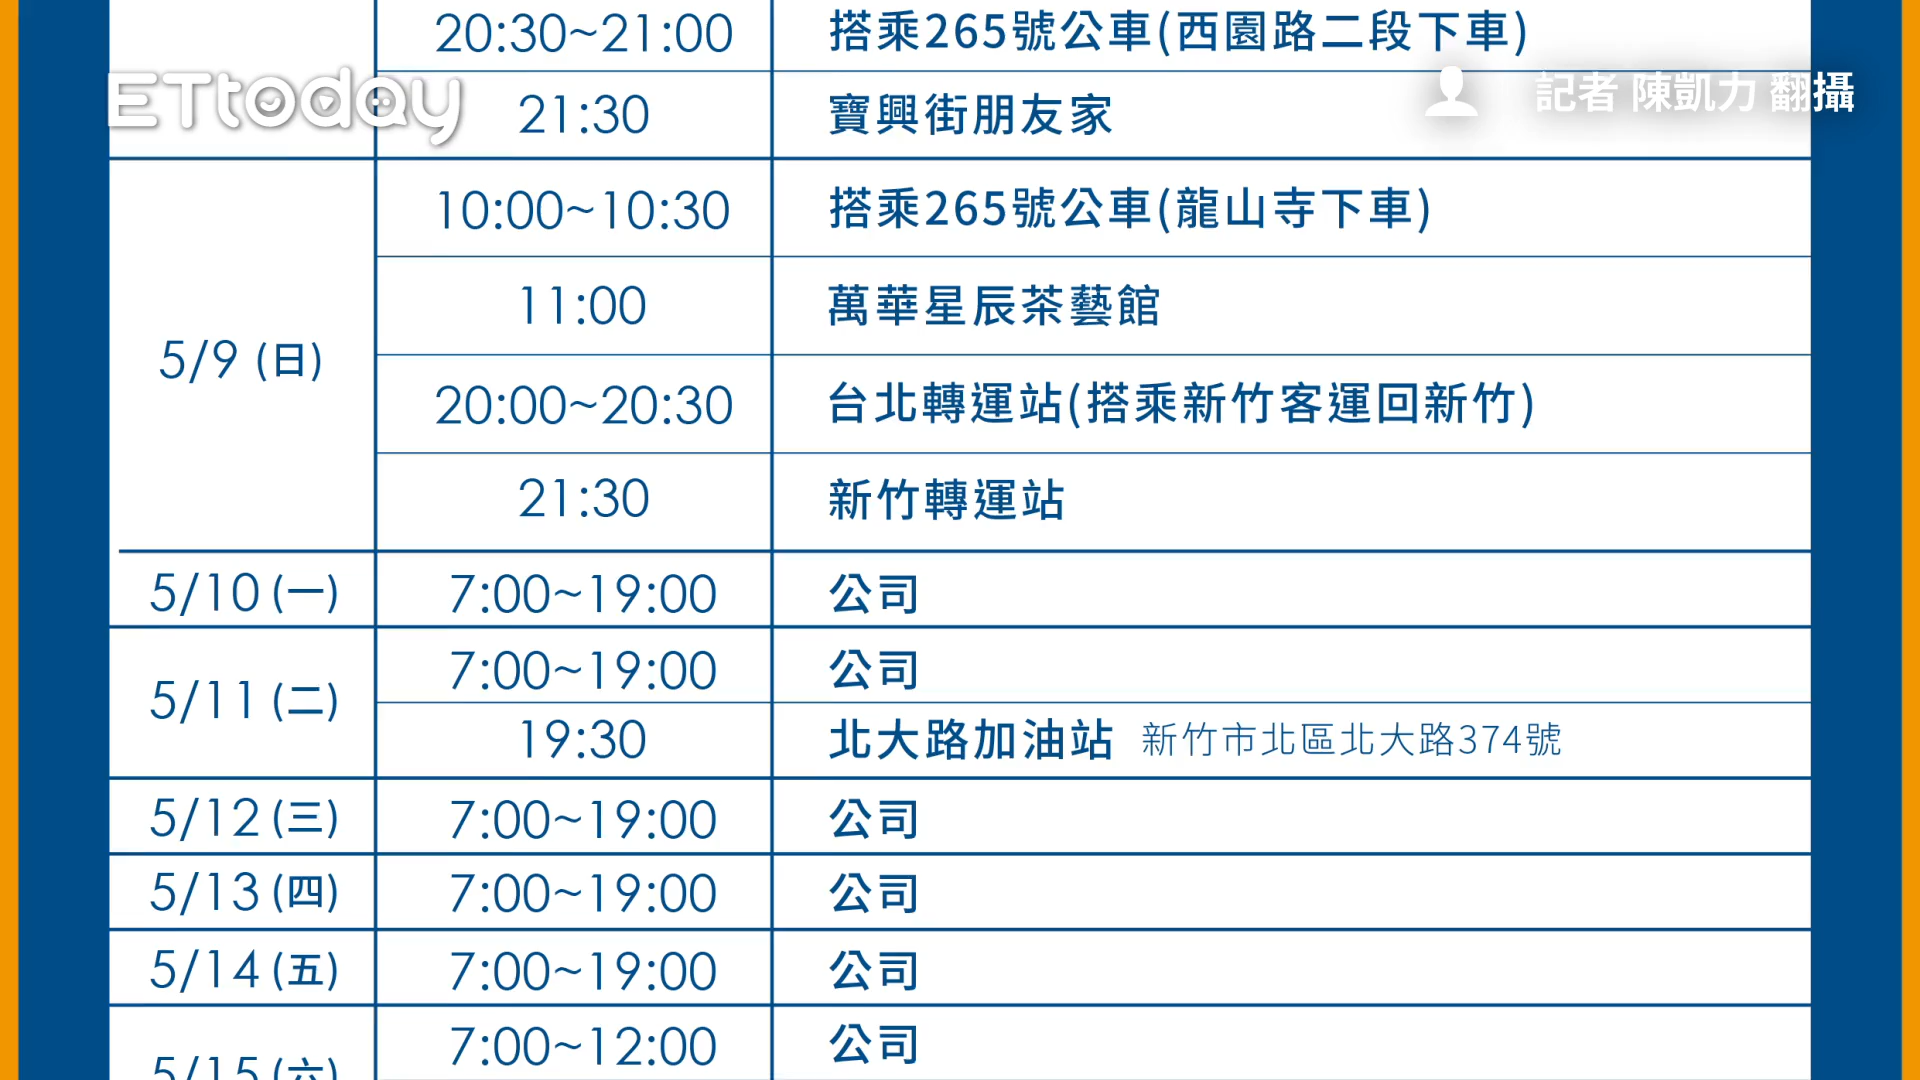 20:30~21:00 搭乘265號公車(西園路二段下車)
ETtoday
記者 陳凱力 翻攝
21:30 寶興街朋友家
5/9 (日)
10:00~10:30 搭乘265號公車(龍山寺下車)
11:00 萬華星辰茶藝館
20:00~20:30 台北轉運站(搭乘新竹客運回新竹)
21:30 新竹轉運站
5/10 (一) 7:00~19:00 公司
5/11 (二)
7:00~19:00 公司
19:30 北大路加油站 新竹市北區北大路374號
5/12 (三) 7:00~19:00 公司
5/13 (四) 7:00~19:00 公司
5/14 (五) 7:00~19:00 公司
5/15 (六) 7:00~12:00 公司